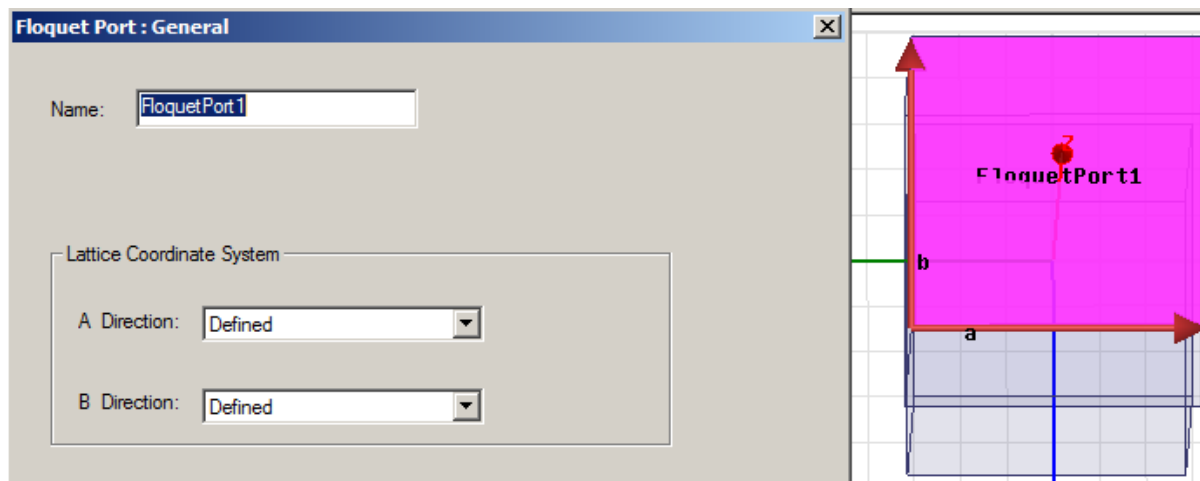 Floquet Port : General
Name: FloquetPort1
Lattice Coordinate System
A Direction: Defined
B Direction: Defined
Z
FloquetPort1
b
a